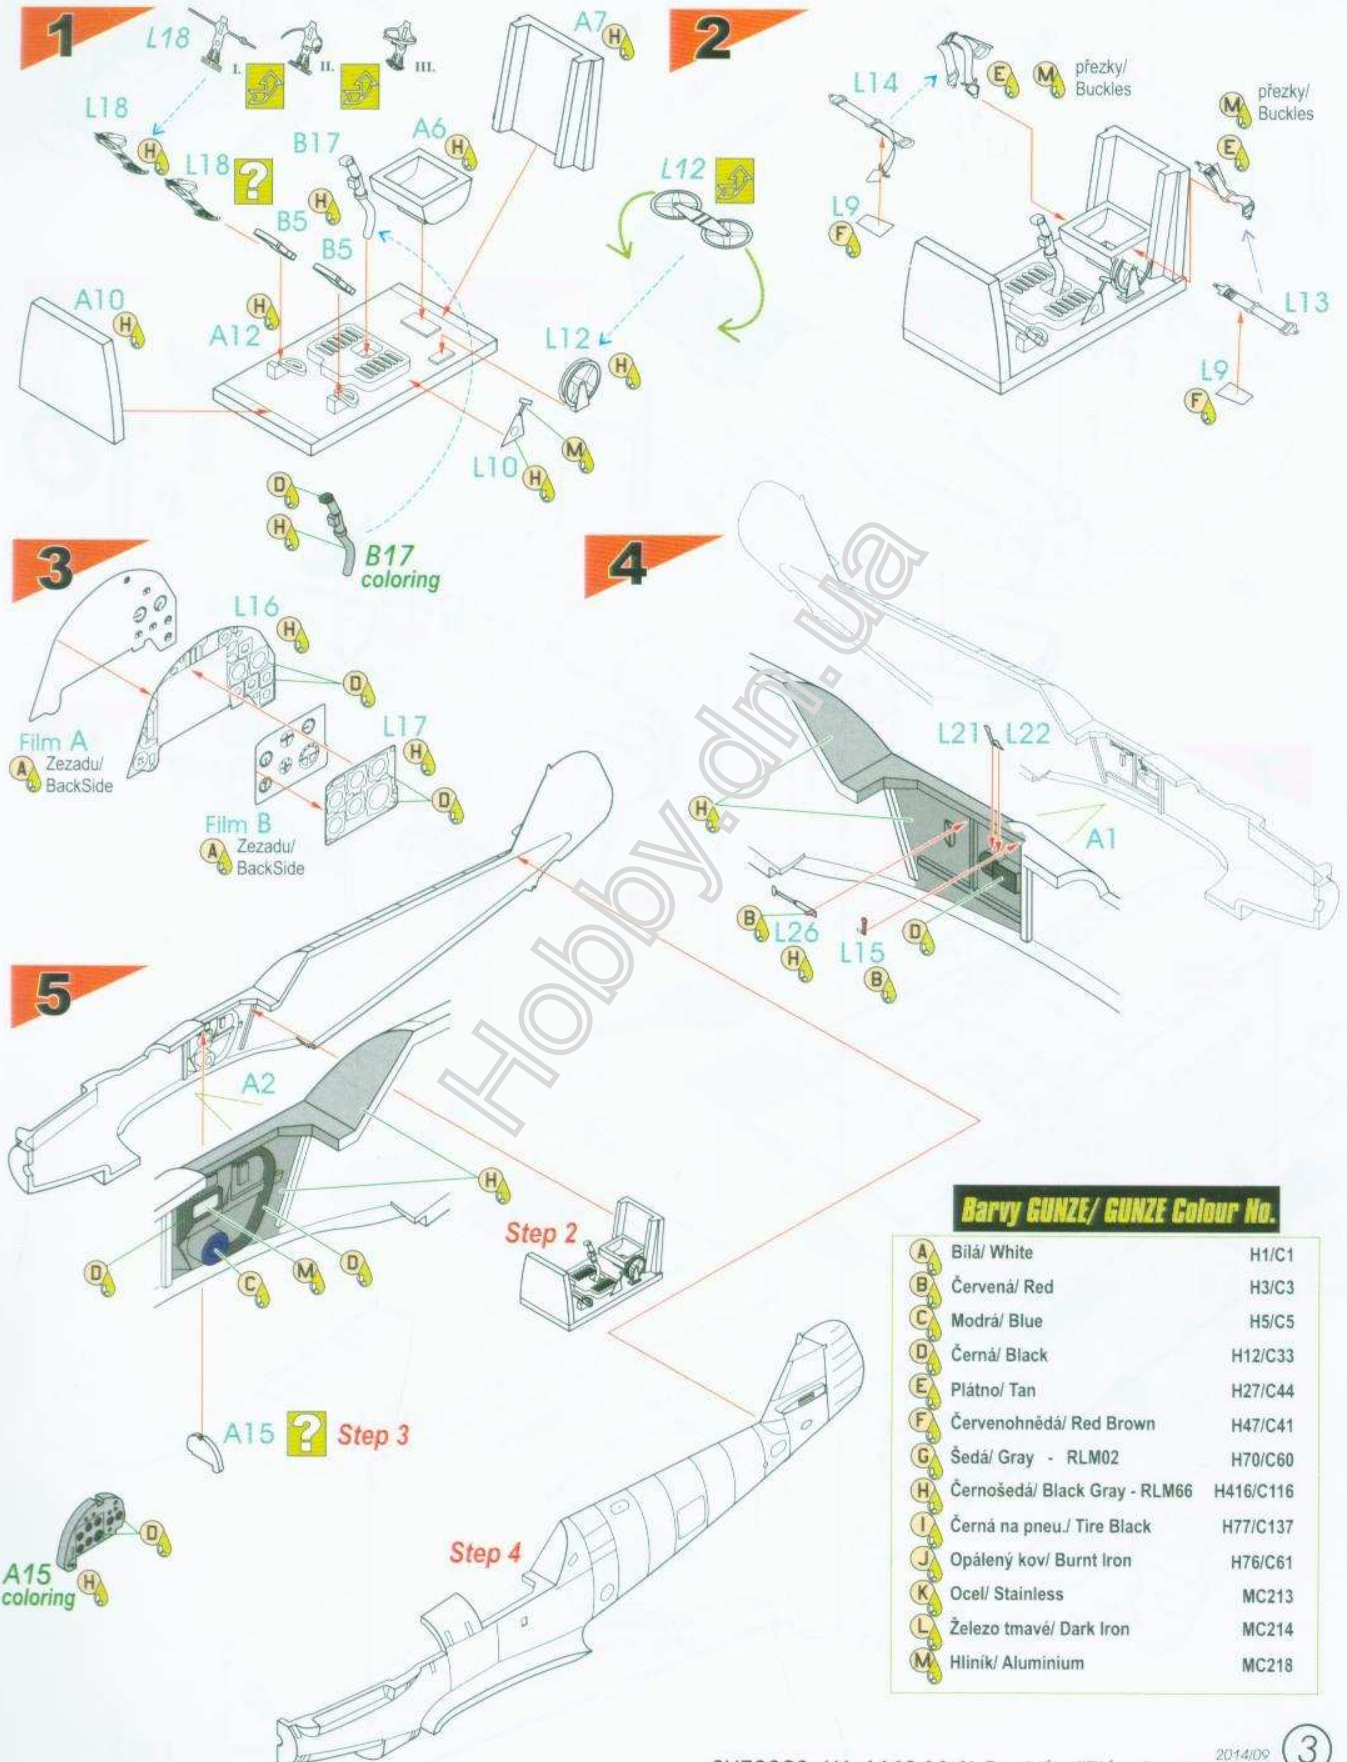 1
L18
I.
II.
III.
A7
H
L18
H
L18
?
B17
H
A6
H
B5
B5
L12
A10
H
H
A12
L12
H
M
L10
H
D
H
B17
coloring
2
L14
E
M
přezky/
Buckles
M
přezky/
Buckles
E
L9
F
L13
L9
F
3
L16
H
D
Film A
A
Zezadu/
BackSide
L17
H
D
Film B
A
Zezadu/
BackSide
4
L21
L22
A1
H
B
L26
H
L15
B
D
5
A2
H
D
C
M
D
Step 2
A15
?
Step 3
D
A15
coloring
H
Step 4
Hobby.dn.ua
Barvy GUNZE/ GUNZE Colour No.
A Bílá/ White H1/C1
B Červená/ Red H3/C3
C Modrá/ Blue H5/C5
D Černá/ Black H12/C33
E Plátno/ Tan H27/C44
F Červenohnědá/ Red Brown H47/C41
G Šedá/ Gray - RLM02 H70/C60
H Černošedá/ Black Gray - RLM66 H416/C116
I Černá na pneu./ Tire Black H77/C137
J Opálený kov/ Burnt Iron H76/C61
K Ocel/ Stainless MC213
L Železo tmavé/ Dark Iron MC214
M Hliník/ Aluminium MC218
2014/09
3